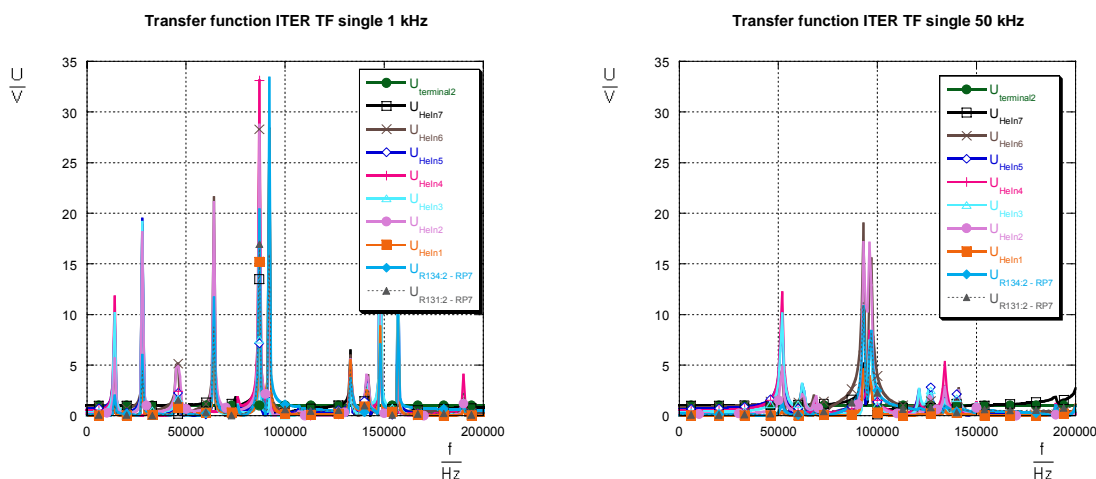 Transfer function ITER TF single 1 kHz
U
V
35
30
25
20
15
10
5
0
0
50000
100000
150000
200000
f
Hz
U terminal2
U HeIn7
U HeIn6
U HeIn5
U HeIn4
U HeIn3
U HeIn2
U HeIn1
U R134:2 - RP7
U R131:2 - RP7
Transfer function ITER TF single 50 kHz
U
V
35
30
25
20
15
10
5
0
0
50000
100000
150000
200000
f
Hz
U terminal2
U HeIn7
U HeIn6
U HeIn5
U HeIn4
U HeIn3
U HeIn2
U HeIn1
U R134:2 - RP7
U R131:2 - RP7